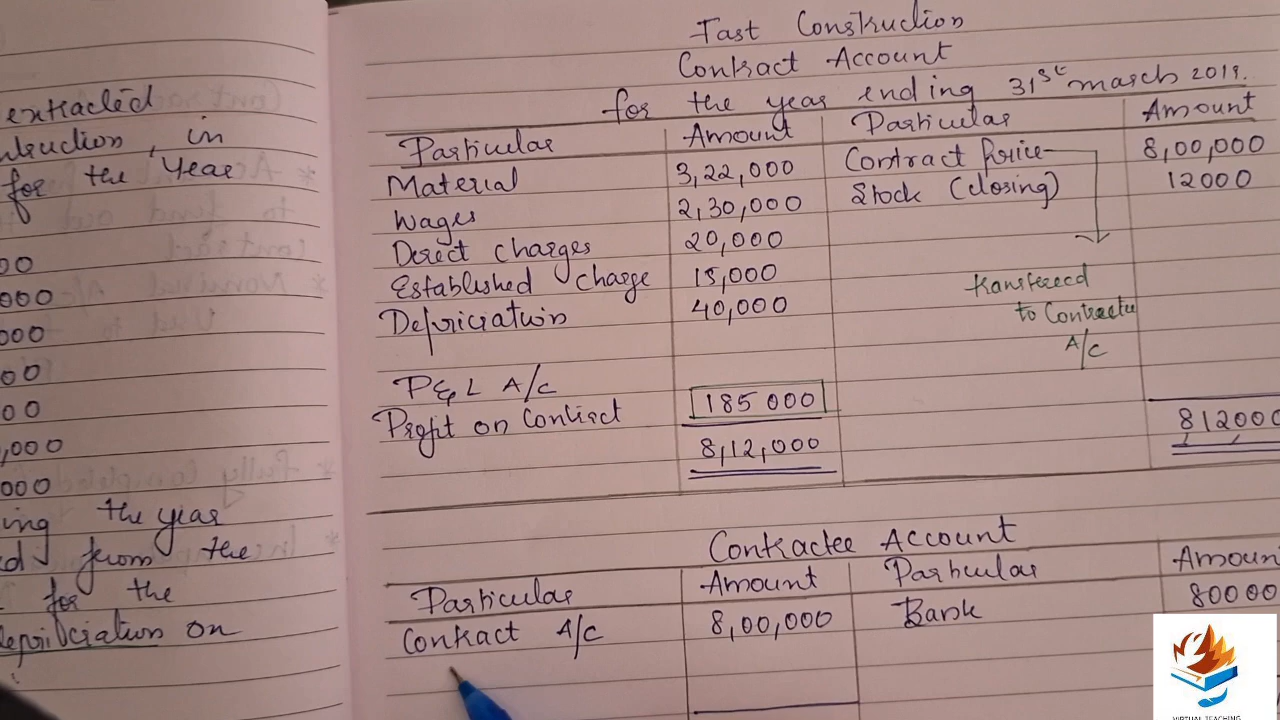 extracted
in
for the year
00
000
000
00
00
,000
000
ing the year
ed from the
for the
depriciation on
Fast Construction
Contract Account
for the year ending 31st march 2019.
Particular Amount Particular Amount
Material 3,22,000 Contract Price 8,00,000
Wages 2,30,000 Stock (closing) 12000
Direct Charges 20,000
Established Charge 15,000
Depriciation 40,000
transfered
to Contractee
A/c
P&L A/c
Profit on Contract 185000
8,12,000 812000
Contractee Account
Particular Amount Particular Amoun
Contract A/c 8,00,000 Bank 80000
VIRTUAL TEACHING